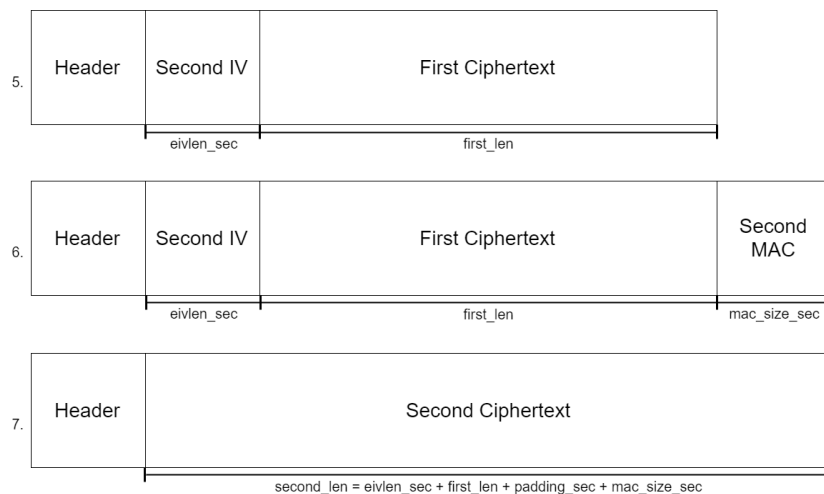 5.
Header
Second IV
First Ciphertext
eivlen_sec
first_len
6.
Header
Second IV
First Ciphertext
Second
MAC
eivlen_sec
first_len
mac_size_sec
7.
Header
Second Ciphertext
second_len = eivlen_sec + first_len + padding_sec + mac_size_sec